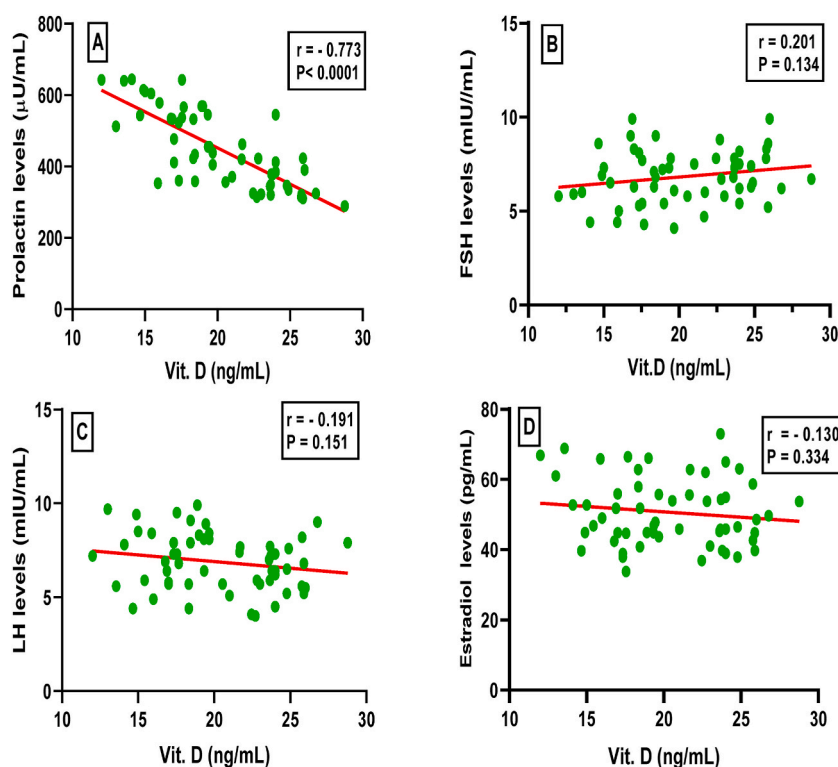 A
r = - 0.773
P< 0.0001
Prolactin levels (µU/mL)
800
600
400
200
0
10 15 20 25 30
Vit. D (ng/mL)
B
r = 0.201
P = 0.134
FSH levels (mIU//mL)
15
10
5
0
10 15 20 25 30
Vit.D (ng/mL)
C
r = - 0.191
P = 0.151
LH levels (mIU/mL)
15
10
5
0
10 15 20 25 30
Vit. D (ng/mL)
D
r = - 0.130
P = 0.334
Estradiol levels (pg/mL)
80
60
40
20
0
10 15 20 25 30
Vit. D (ng/mL)